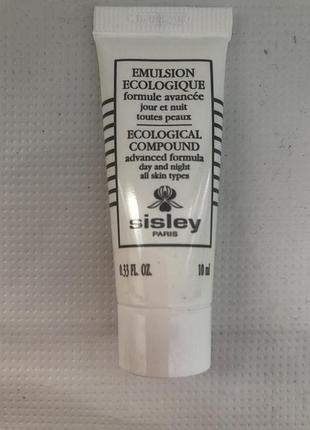 EMULSION
ECOLOGIQUE
formule avancée
jour et nuit
toutes peaux
ECOLOGICAL
COMPOUND
advanced formula
day and night
all skin types
sisley
PARIS
0.33 FL. OZ. 10 ml